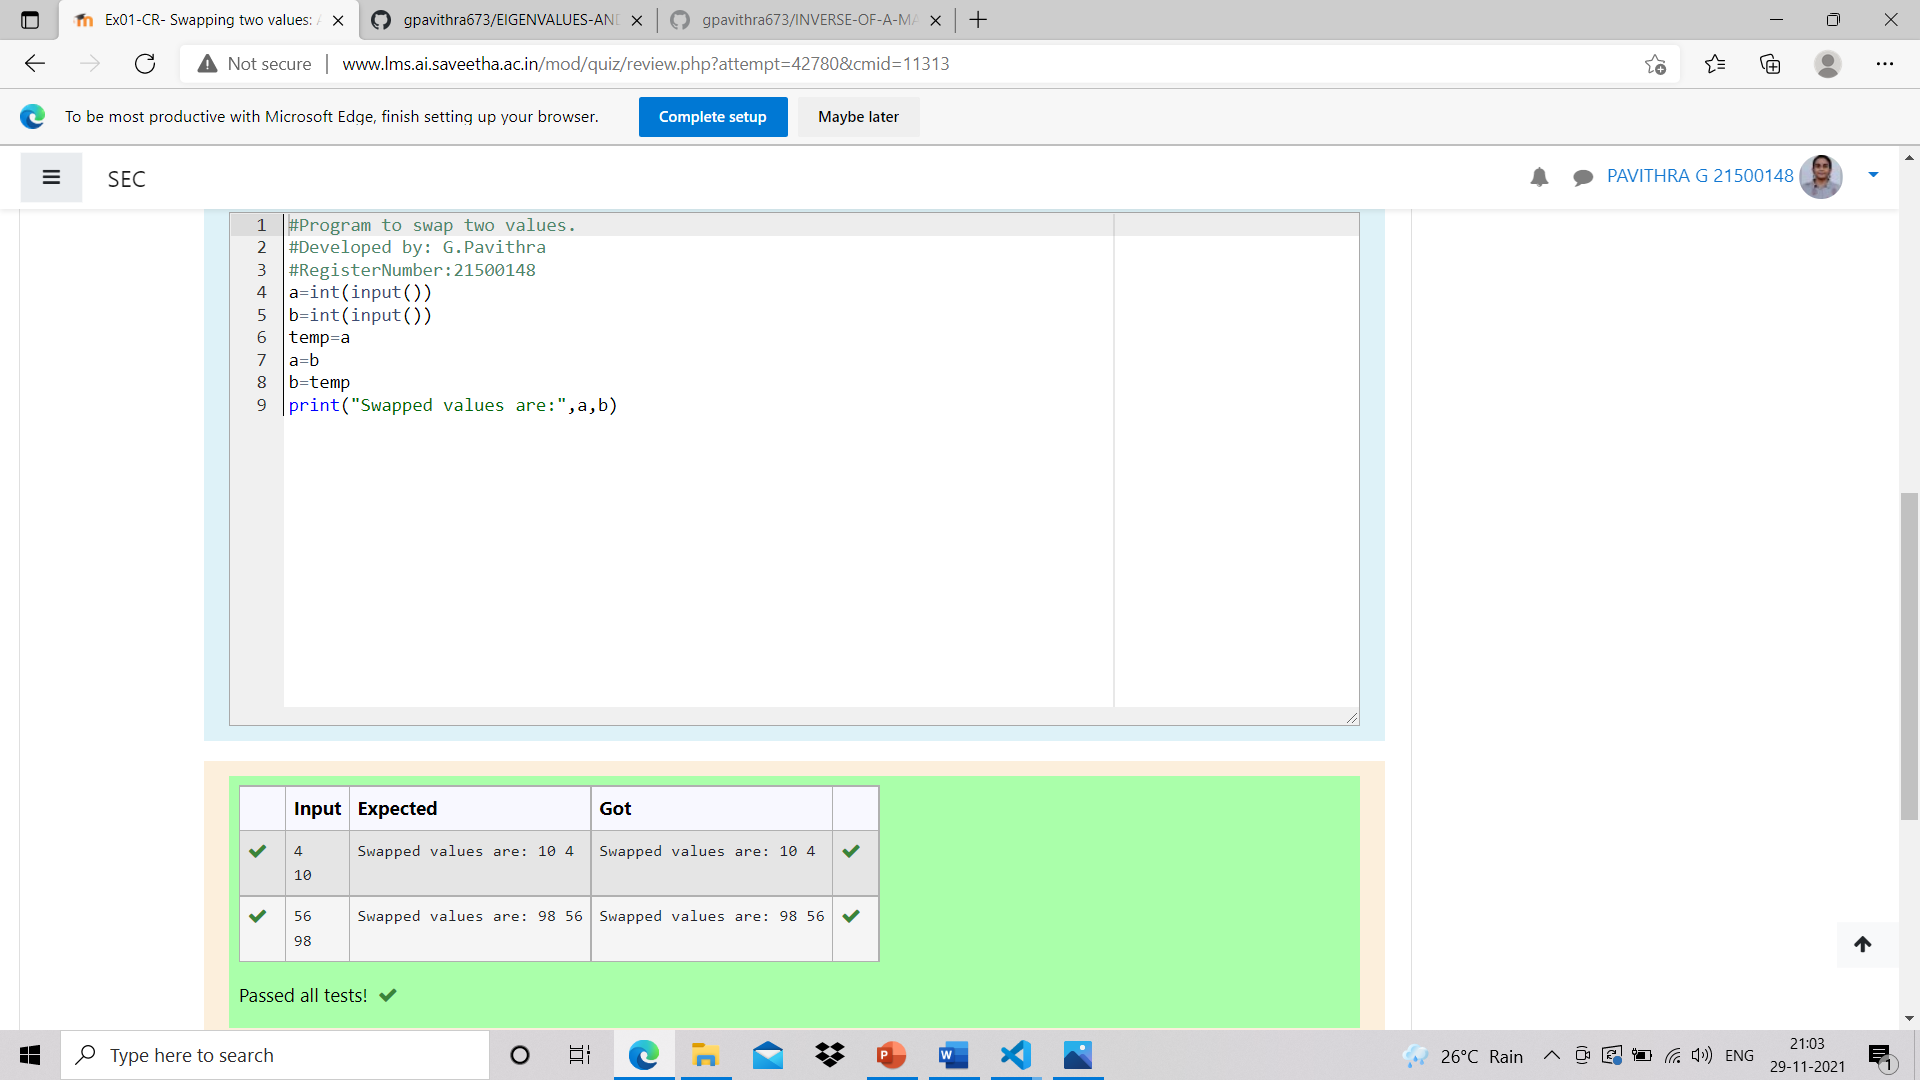 Ex01-CR- Swapping two values:
gpavithra673/EIGENVALUES-AND
gpavithra673/INVERSE-OF-A-MA
Not secure
www.lms.ai.saveetha.ac.in/mod/quiz/review.php?attempt=42780&cmid=11313
To be most productive with Microsoft Edge, finish setting up your browser.
Complete setup
Maybe later
SEC
PAVITHRA G 21500148
1 #Program to swap two values.
2 #Developed by: G.Pavithra
3 #RegisterNumber:21500148
4 a=int(input())
5 b=int(input())
6 temp=a
7 a=b
8 b=temp
9 print("Swapped values are:",a,b)
Input Expected Got
4 Swapped values are: 10 4 Swapped values are: 10 4
10
56 Swapped values are: 98 56 Swapped values are: 98 56
98
Passed all tests!
Type here to search
P
W
26°C Rain
ENG
21:03
29-11-2021
1